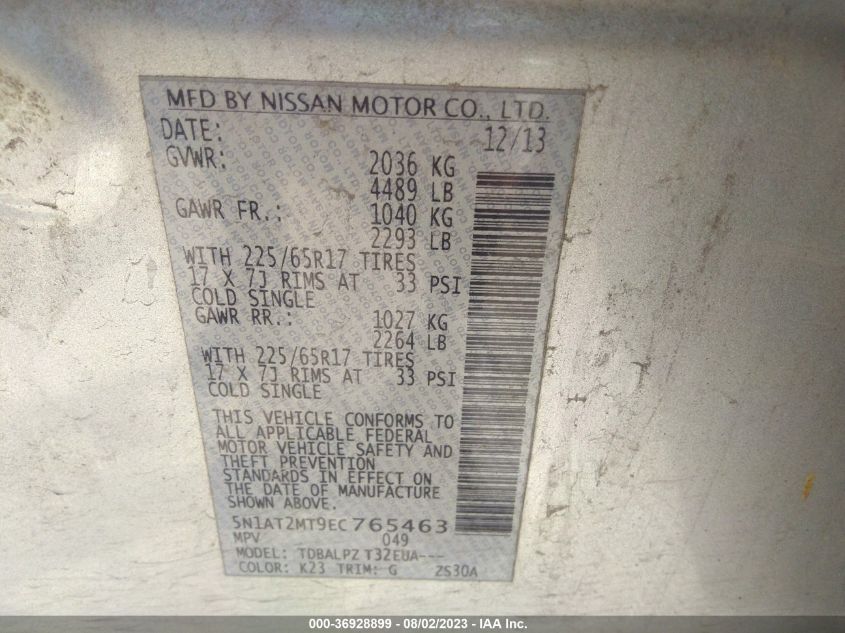 MFD BY NISSAN MOTOR CO., LTD.
DATE: 12/13
GVWR: 2036 KG
4489 LB
GAWR FR.: 1040 KG
2293 LB
WITH 225/65R17 TIRES
17 X 7J RIMS AT 33 PSI
COLD SINGLE
GAWR RR.: 1027 KG
2264 LB
WITH 225/65R17 TIRES
17 X 7J RIMS AT 33 PSI
COLD SINGLE
THIS VEHICLE CONFORMS TO
ALL APPLICABLE FEDERAL
MOTOR VEHICLE SAFETY AND
THEFT PREVENTION
STANDARDS IN EFFECT ON
THE DATE OF MANUFACTURE
SHOWN ABOVE.
5N1AT2MT9EC765463
MPV 049
MODEL: TDBALPZ T32EUA---
COLOR: K23 TRIM: G 2S30A
000-36928899 - 08/02/2023 - IAA Inc.